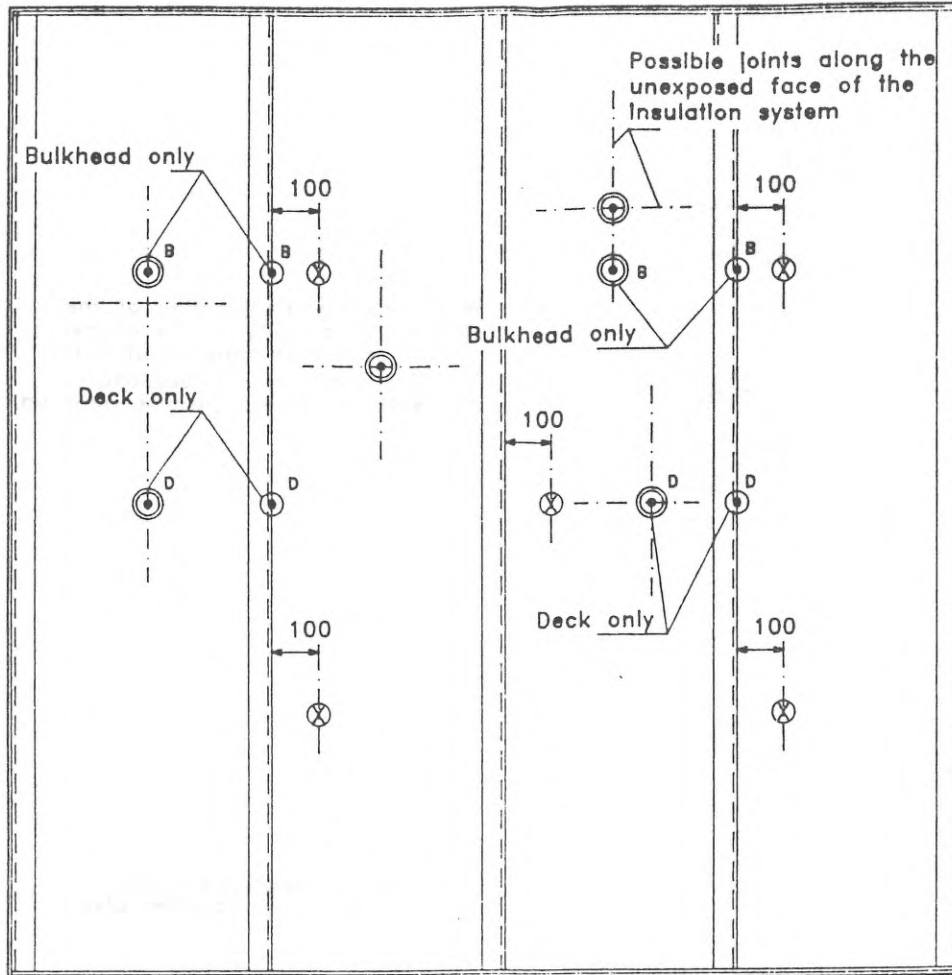 Possible joints along the
unexposed face of the
insulation system
Bulkhead only
100
100
B
B
B
B
Bulkhead only
Deck only
100
D
D
D
D
Deck only
100
100